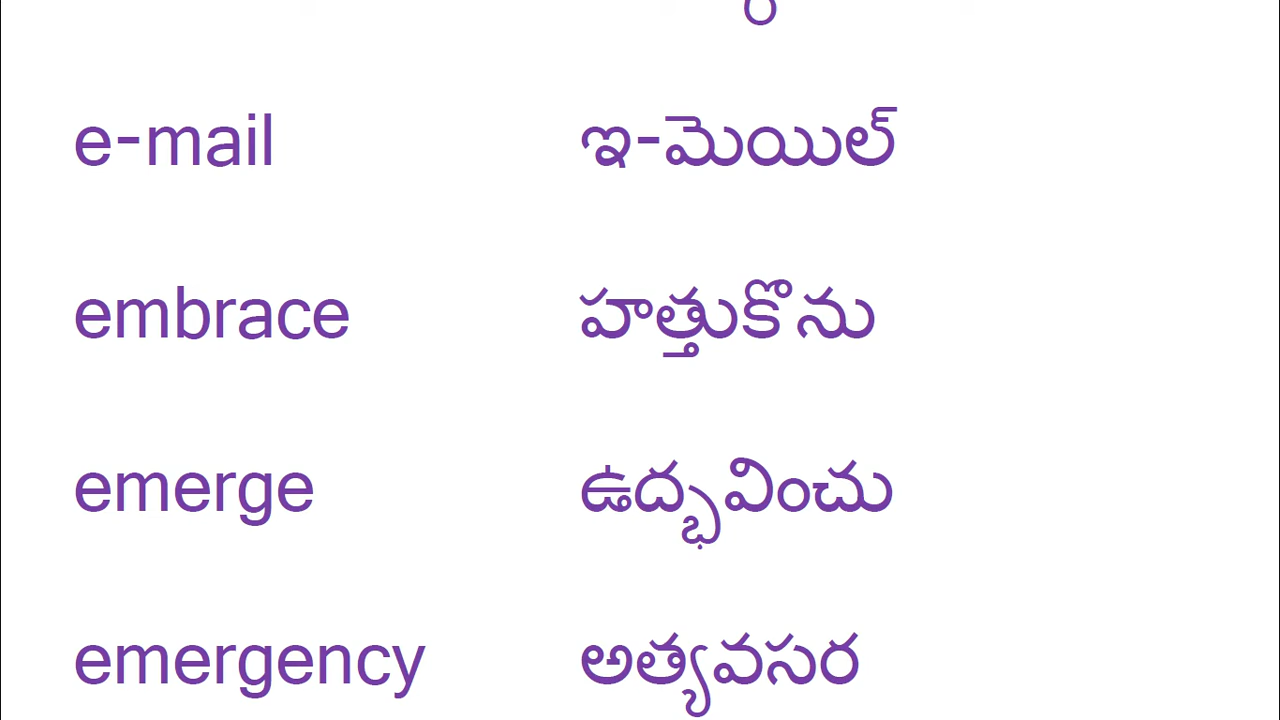 e-mail ఇ-మెయిల్
embrace హత్తుకొను
emerge ఉద్భవించు
emergency అత్యవసర